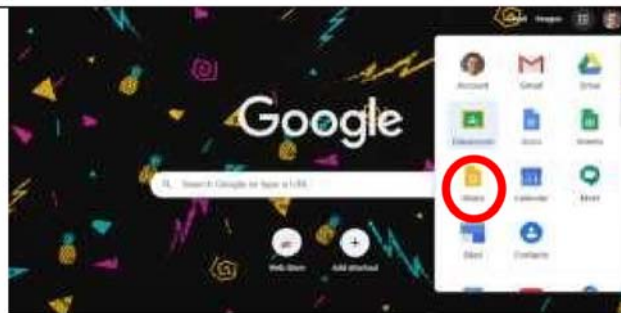 Gmail Images
Google
Search Google or type a URL
Web Store Add shortcut
Account Gmail Drive
Classroom Docs Sheets
Slides Calendar Meet
Sites Contacts